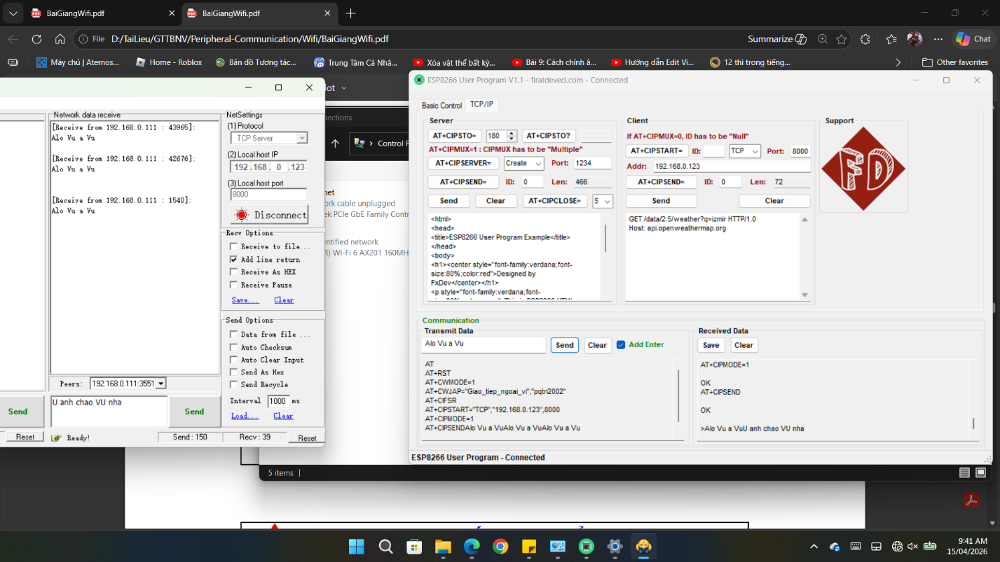 BaiGiangWifi.pdf
BaiGiangWifi.pdf
File D:/TaiLieu/GTTBNV/Peripheral-Communication/Wifi/BaiGiangWifi.pdf
Summarize
Chat
Máy chủ | Aternos...
Home - Roblox
Bản đồ Tương tác...
Trung Tâm Cá Nhâ...
Xóa vật thể bất kỳ...
Bài 9: Cách chỉnh â...
Hướng dẫn Edit Vi...
12 thì trong tiếng...
Other favorites
Network data receive
[Receive from 192.168.0.111 : 43965]:
Alo Vu a Vu
[Receive from 192.168.0.111 : 42676]:
Alo Vu a Vu
[Receive from 192.168.0.111 : 1540]:
Alo Vu a Vu
Peers: 192.168.0.111:3551
Send
U anh chao VU nha
Send
Reset
Ready!
Send : 150
Recv : 39
Reset
NetSettings
(1) Protocol
TCP Server
(2) Local host IP
192 .168 . 0 .123
(3) Local host port
8000
Disconnect
Recv Options
Receive to file...
Add line return
Receive As HEX
Receive Pause
Save...
Clear
Send Options
Data from file ...
Auto Checksum
Auto Clear Input
Send As Hex
Send Recycle
Interval 1000 ms
Load...
Clear
ot
nections
Control P
net
ork cable unplugged
ek PCIe GbE Family Contr
entified network
R) Wi-Fi 6 AX201 160MH
5 items
ESP8266 User Program V1.1 - firatdeveci.com - Connected
Basic Control
TCP/IP
Server
AT+CIPSTO=
180
AT+CIPSTO?
AT+CIPMUX=1 : CIPMUX has to be "Multiple"
AT+CIPSERVER=
Create
Port: 1234
AT+CIPSEND=
ID: 0
Len: 466
Send
Clear
AT+CIPCLOSE=
5
<html>
<head>
<title>ESP8266 User Program Example</title>
</head>
<body>
<h1><center style="font-family:verdana;font-
size:80%;color:red">Designed by
FxDev</center></h1>
<p style="font-family:verdana;font-
Client
If AT+CIPMUX=0, ID has to be "Null"
AT+CIPSTART=
ID:
TCP
Port: 8000
Addr: 192.168.0.123
AT+CIPSEND=
ID: 0
Len: 72
Send
Clear
GET /data/2.5/weather?q=izmir HTTP/1.0
Host: api.openweathermap.org
Support
FD
Communication
Transmit Data
Alo Vu a Vu
Send
Clear
Add Enter
AT
AT+RST
AT+CWMODE=1
AT+CWJAP="Giao_tiep_ngoai_vi","pqtri2002"
AT+CIFSR
AT+CIPSTART="TCP","192.168.0.123",8000
AT+CIPMODE=1
AT+CIPSENDAlo Vu a VuAlo Vu a VuAlo Vu a Vu
Received Data
Save
Clear
AT+CIPMODE=1
OK
AT+CIPSEND
OK
>Alo Vu a VuU anh chao VU nha
ESP8266 User Program - Connected
9:41 AM
15/04/2026